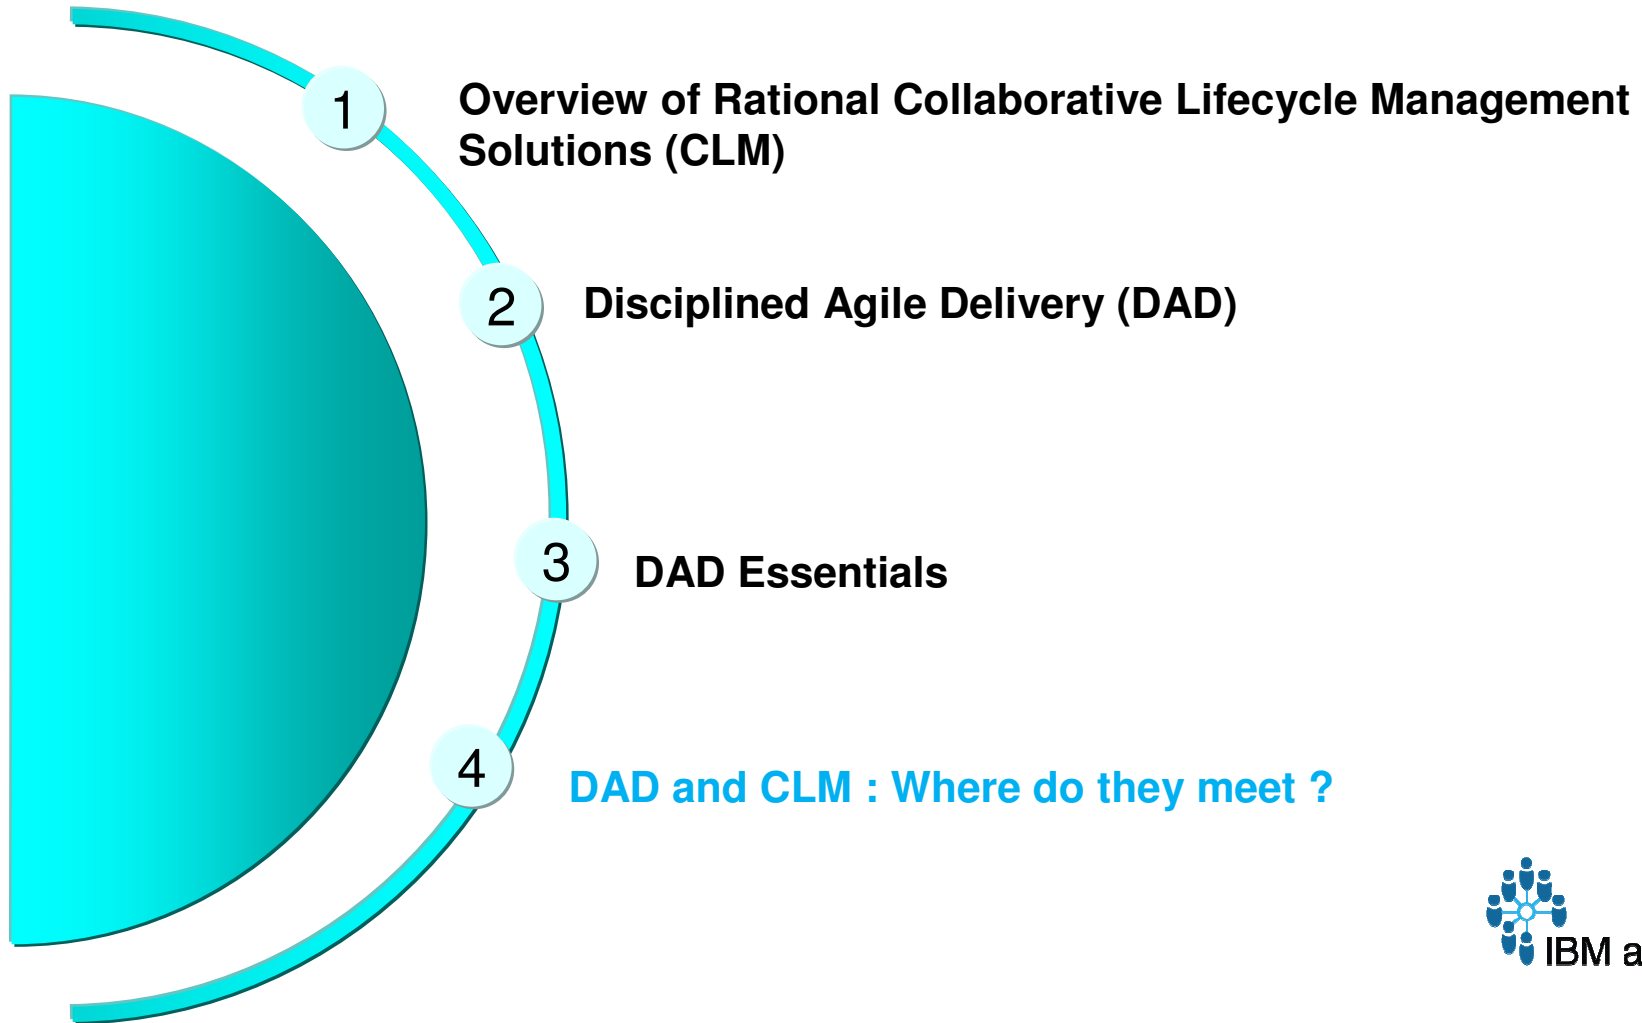 1
Overview of Rational Collaborative Lifecycle Management
Solutions (CLM)
2
Disciplined Agile Delivery (DAD)
3
DAD Essentials
4
DAD and CLM : Where do they meet ?
IBM a